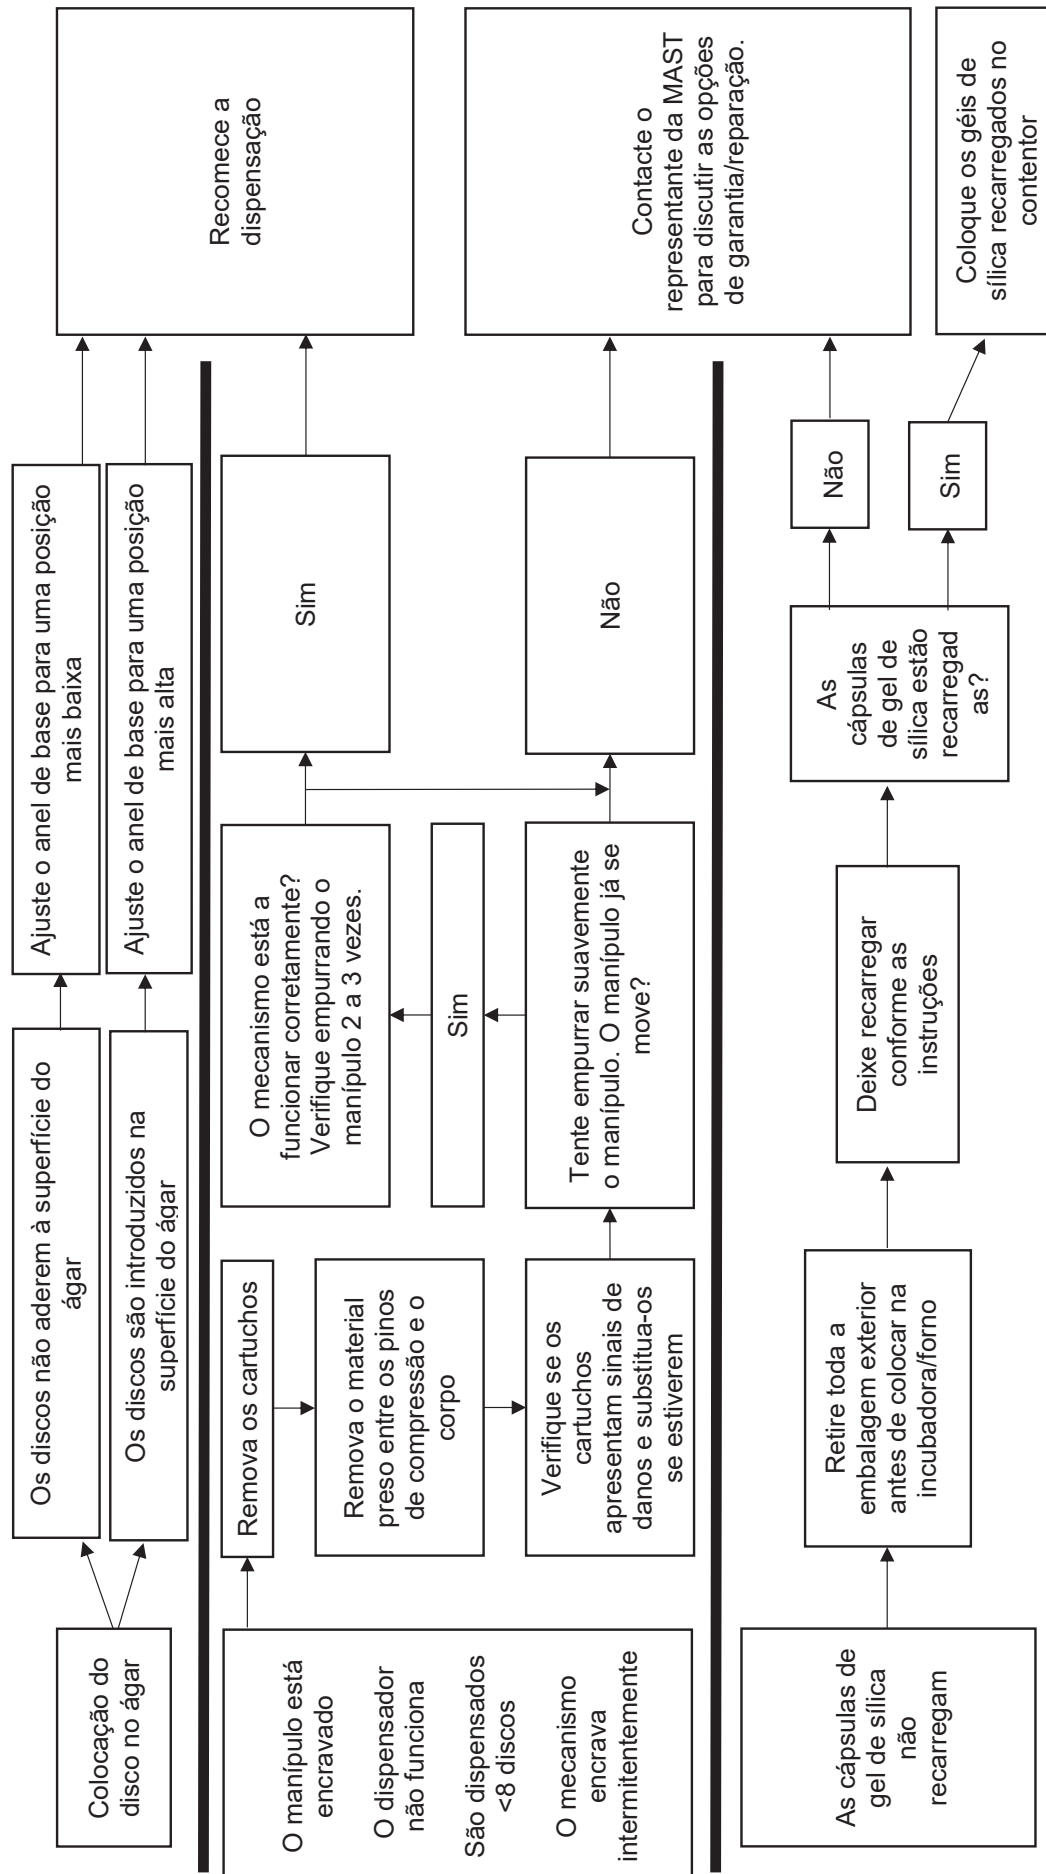 Colocação do
disco no ágar
Os discos não aderem à superfície do
ágar
Ajuste o anel de base para uma posição
mais baixa
Os discos são introduzidos na
superfície do ágar
Ajuste o anel de base para uma posição
mais alta
Recomece a
dispensação
O manípulo está
encravado
O dispensador
não funciona
São dispensados
<8 discos
O mecanismo
encrava
intermitentemente
Remova os cartuchos
Remova o material
preso entre os pinos
de compressão e o
corpo
Verifique se os
cartuchos
apresentam sinais de
danos e substitua-os
se estiverem
O mecanismo está a
funcionar corretamente?
Verifique empurrando o
manípulo 2 a 3 vezes.
Sim
Tente empurrar suavemente
o manípulo. O manípulo já se
move?
Sim
Não
Contacte o
representante da MAST
para discutir as opções
de garantia/reparação.
As cápsulas de
gel de sílica
não
recarregam
Retire toda a
embalagem exterior
antes de colocar na
incubadora/forno
Deixe recarregar
conforme as
instruções
As
cápsulas
de gel de
sílica estão
recarregad
as?
Não
Sim
Coloque os géis de
sílica recarregados no
contentor